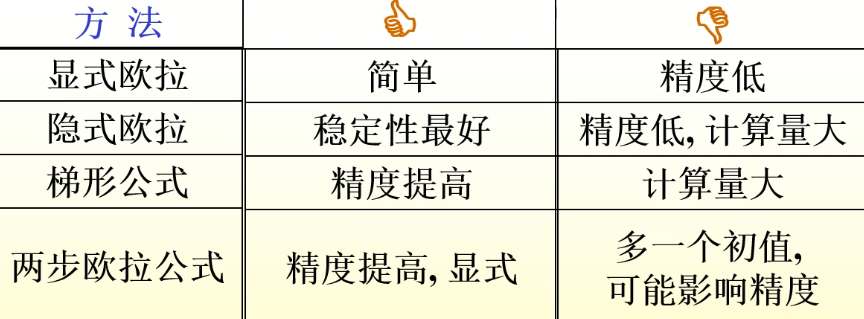 方 法
显式欧拉 简单 精度低
隐式欧拉 稳定性最好 精度低, 计算量大
梯形公式 精度提高 计算量大
两步欧拉公式 精度提高, 显式 多一个初值,
可能影响精度